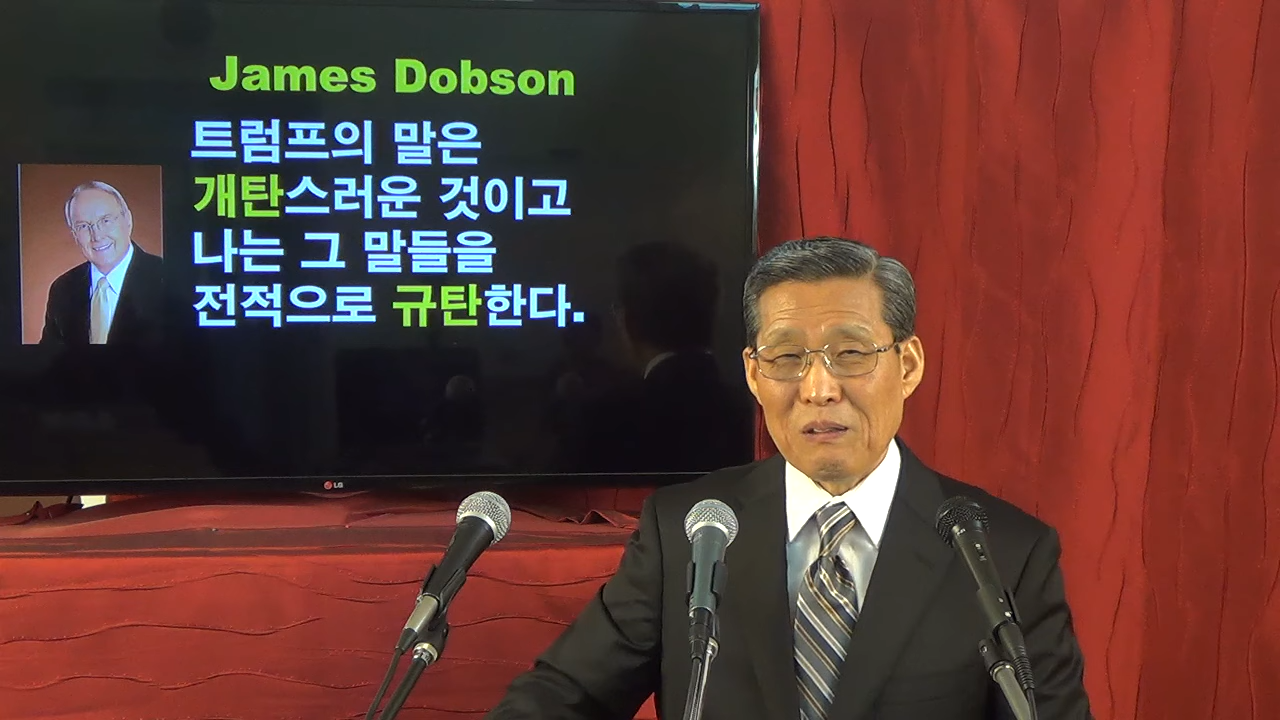 James Dobson
트럼프의 말은
개탄스러운 것이고
나는 그 말들을
전적으로 규탄한다.
LG